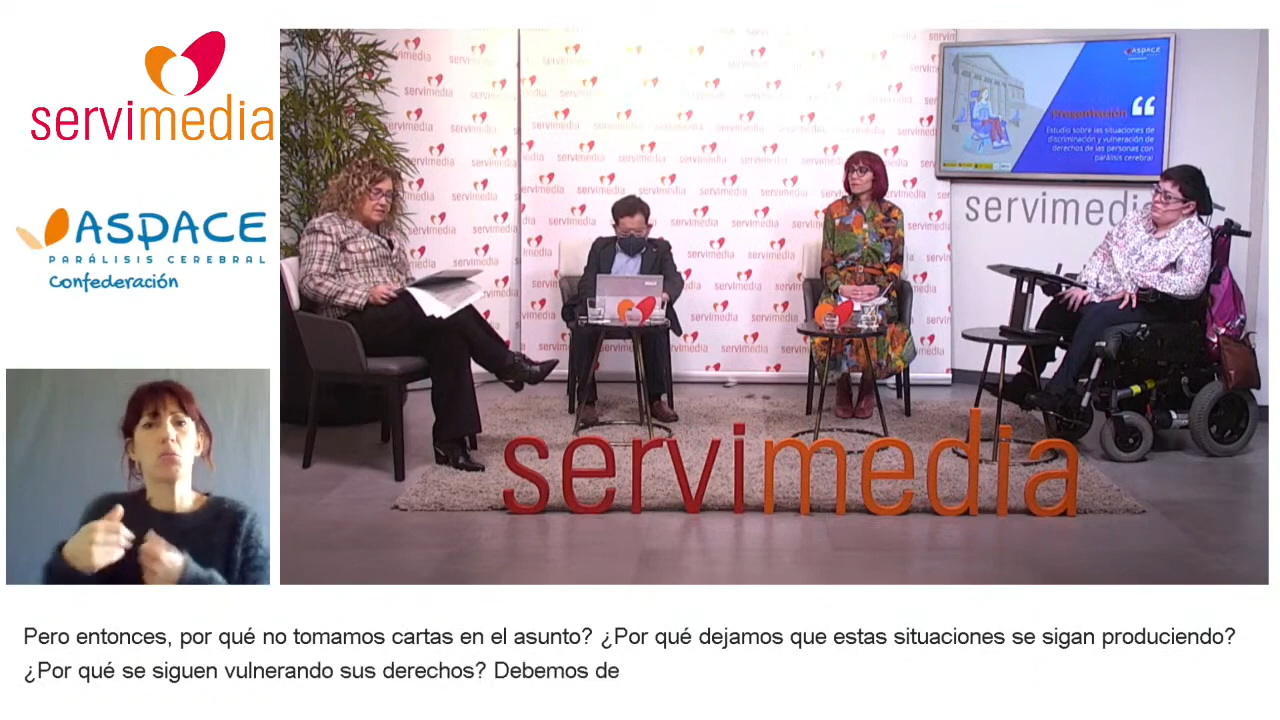 servimedia
ASPACE
PARÁLISIS CEREBRAL
Confederación
ASPACE
Presentación
Estudio sobre las situaciones de
discriminación y vulneración de
derechos de las personas con
parálisis cerebral
servimedia
servimedia
Pero entonces, por qué no tomamos cartas en el asunto? ¿Por qué dejamos que estas situaciones se sigan produciendo?
¿Por qué se siguen vulnerando sus derechos? Debemos de